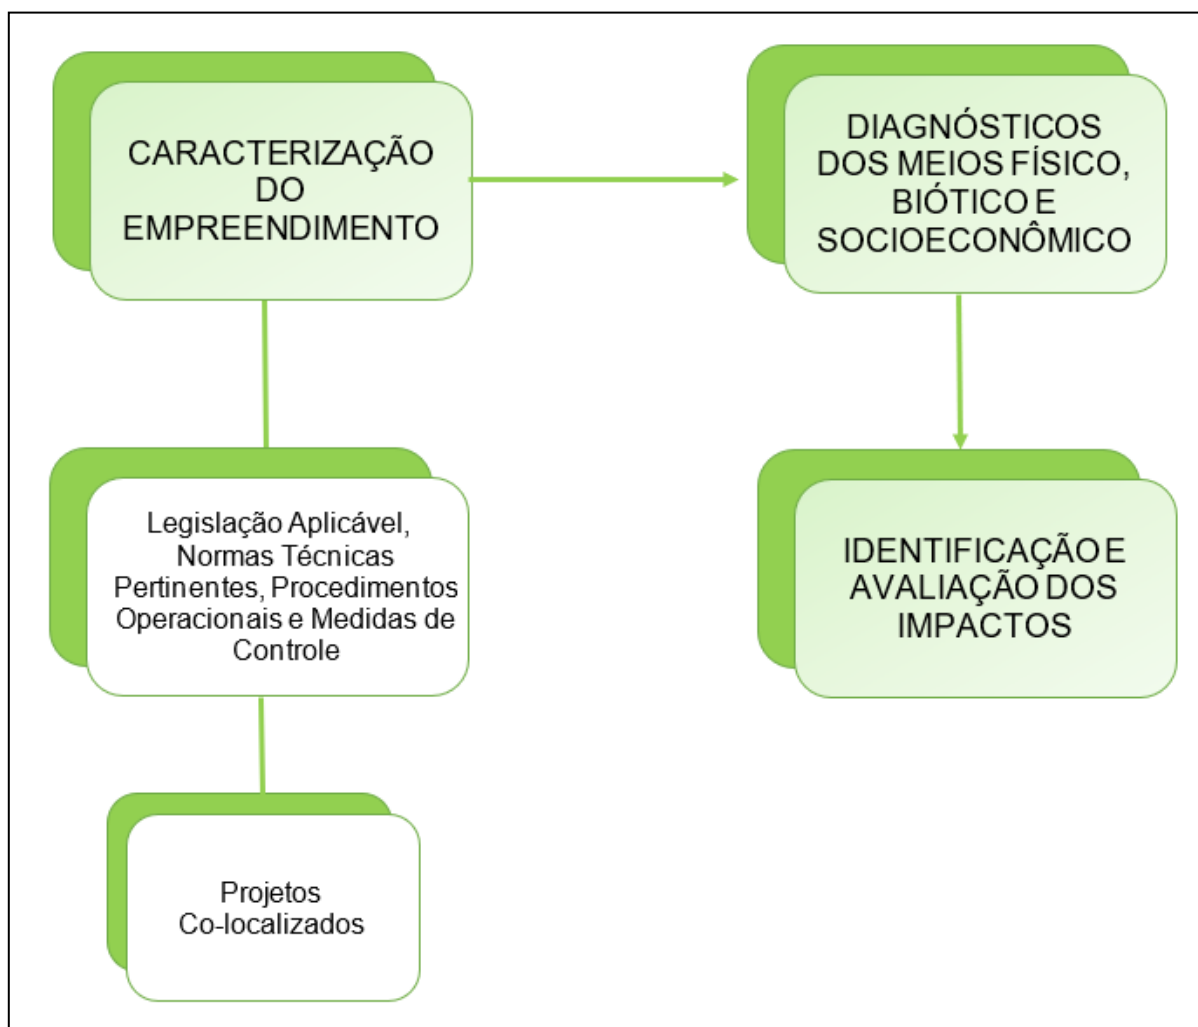 CARACTERIZAÇÃO
DO
EMPREENDIMENTO
DIAGNÓSTICOS
DOS MEIOS FÍSICO,
BIÓTICO E
SOCIOECONÔMICO
Legislação Aplicável,
Normas Técnicas
Pertinentes, Procedimentos
Operacionais e Medidas de
Controle
IDENTIFICAÇÃO E
AVALIAÇÃO DOS
IMPACTOS
Projetos
Co-localizados